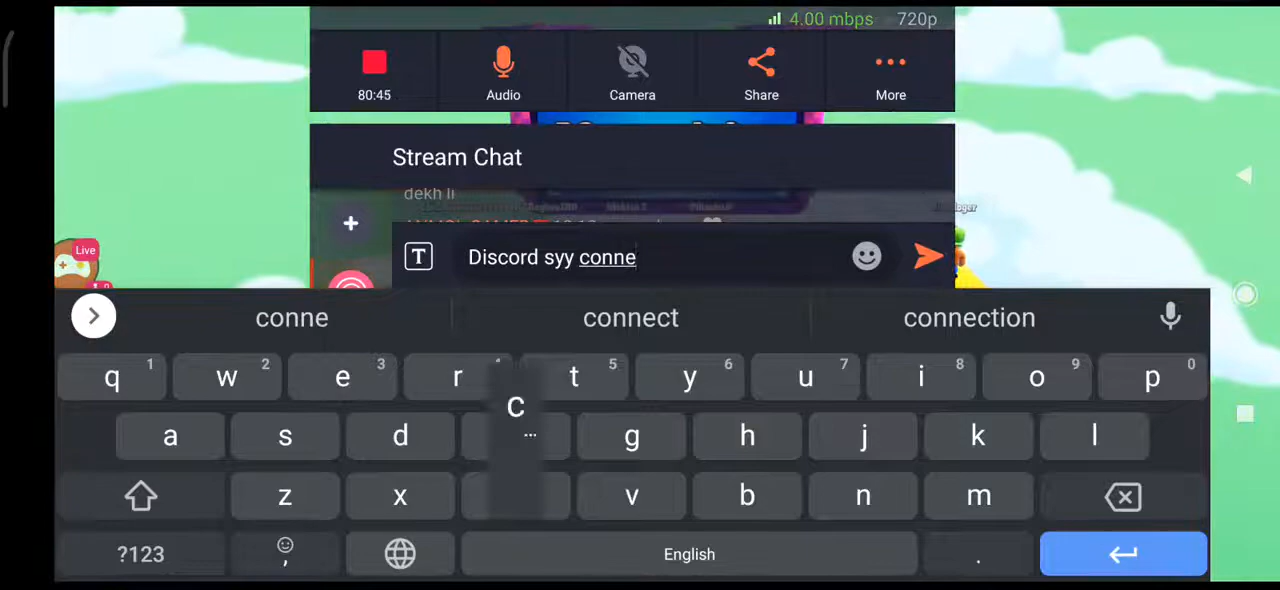 4.00 mbps 720p
80:45 Audio Camera Share More
Stream Chat
dekh li
Live
T Discord syy conne
conne connect connection
q 1 w 2 e 3 r t 5 y 6 u 7 i 8 o 9 p 0
c
a s d ... g h j k l
z x v b n m
?123 , English .